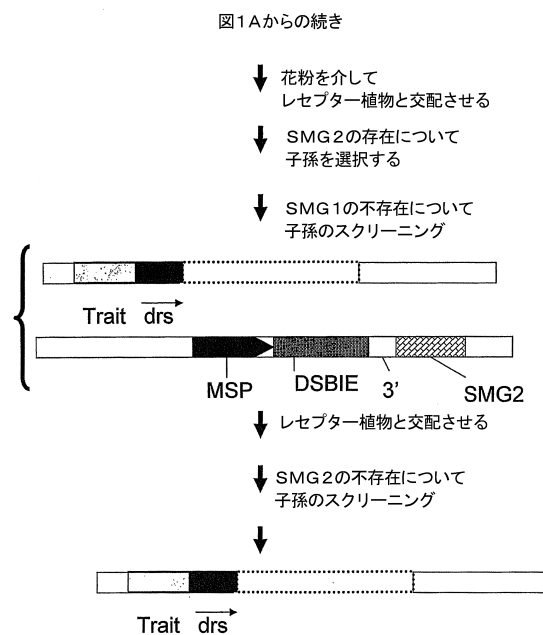 図1Aからの続き
花粉を介して
レセプター植物と交配させる
SMG2の存在について
子孫を選択する
SMG1の不存在について
子孫のスクリーニング
Trait drs
MSP DSBIE 3' SMG2
レセプター植物と交配させる
SMG2の不存在について
子孫のスクリーニング
Trait drs